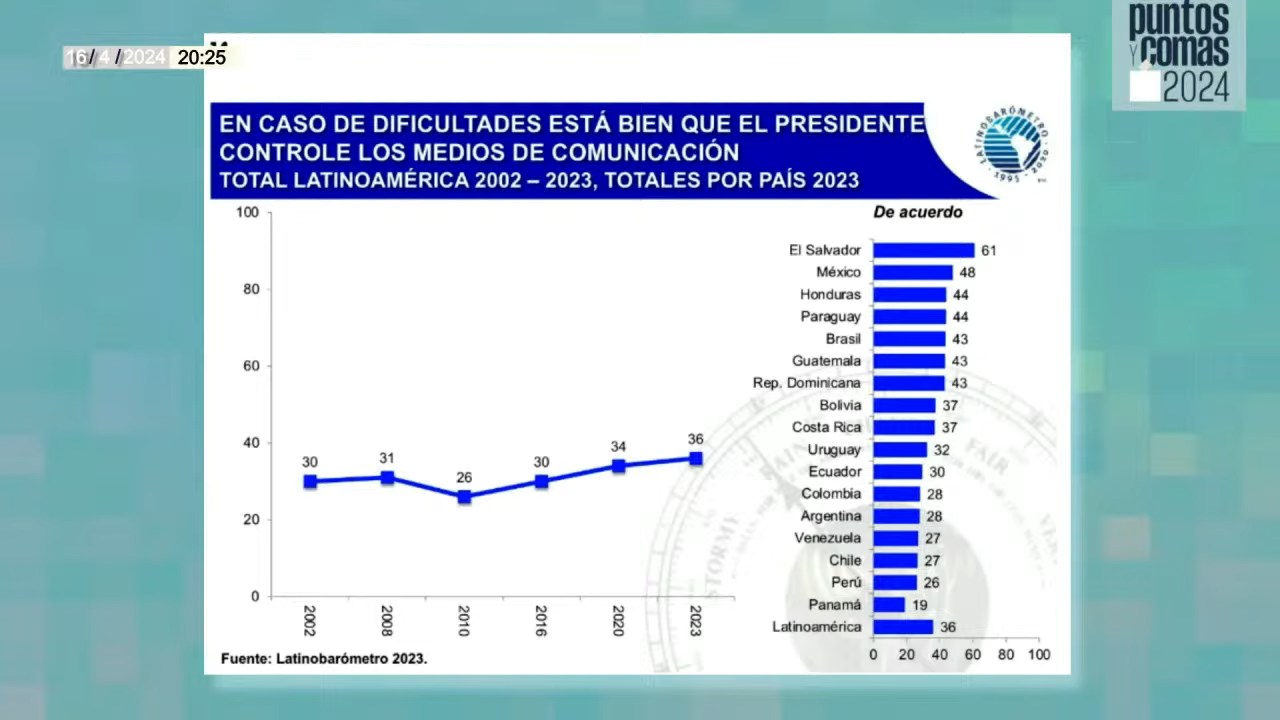 puntos
Y comas
2024
16/4/2024 20:25
EN CASO DE DIFICULTADES ESTÁ BIEN QUE EL PRESIDENTE
CONTROLE LOS MEDIOS DE COMUNICACIÓN
TOTAL LATINOAMÉRICA 2002 – 2023, TOTALES POR PAÍS 2023
LATINOBARÓMETRO
1995 - 2020
100
80
60
40
20
0
30
31
26
30
34
36
2002
2008
2010
2016
2020
2023
De acuerdo
El Salvador 61
México 48
Honduras 44
Paraguay 44
Brasil 43
Guatemala 43
Rep. Dominicana 43
Bolivia 37
Costa Rica 37
Uruguay 32
Ecuador 30
Colombia 28
Argentina 28
Venezuela 27
Chile 27
Perú 26
Panamá 19
Latinoamérica 36
0 20 40 60 80 100
STORMY
FAIR
Fuente: Latinobarómetro 2023.